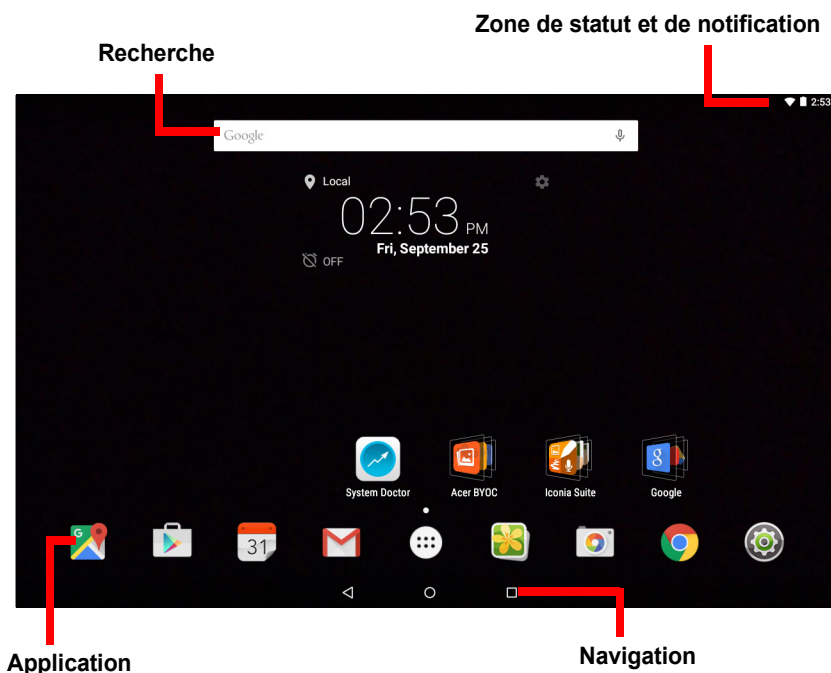 Zone de statut et de notification
Recherche
2:53
Google
Local
02:53 PM
Fri, September 25
OFF
System Doctor
Acer BYOC
Iconia Suite
Google
G
8
31
Application
Navigation